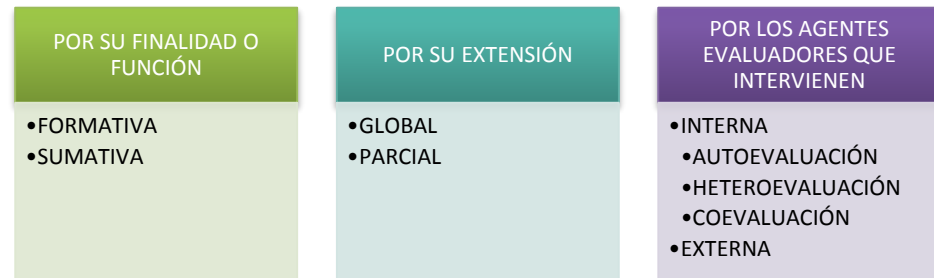 POR SU FINALIDAD O
FUNCIÓN
•FORMATIVA
•SUMATIVA
POR SU EXTENSIÓN
•GLOBAL
•PARCIAL
POR LOS AGENTES
EVALUADORES QUE
INTERVIENEN
•INTERNA
•AUTOEVALUACIÓN
•HETEROEVALUACIÓN
•COEVALUACIÓN
•EXTERNA